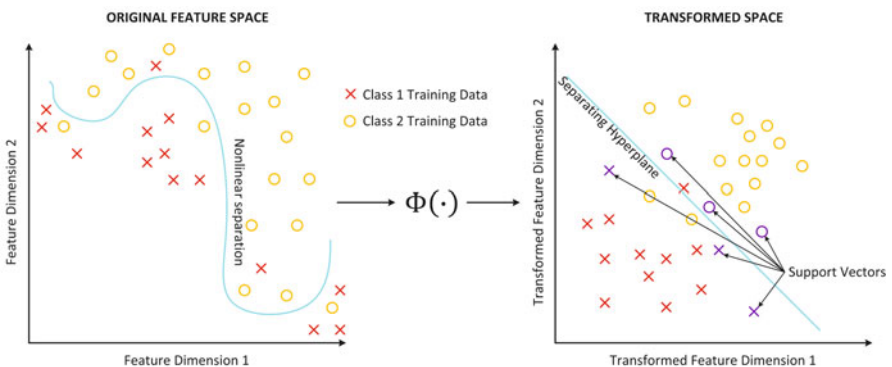 ORIGINAL FEATURE SPACE
Feature Dimension 2
Nonlinear separation
Feature Dimension 1
Class 1 Training Data
Class 2 Training Data
Φ(·)
TRANSFORMED SPACE
Transformed Feature Dimension 2
Separating Hyperplane
Support Vectors
Transformed Feature Dimension 1